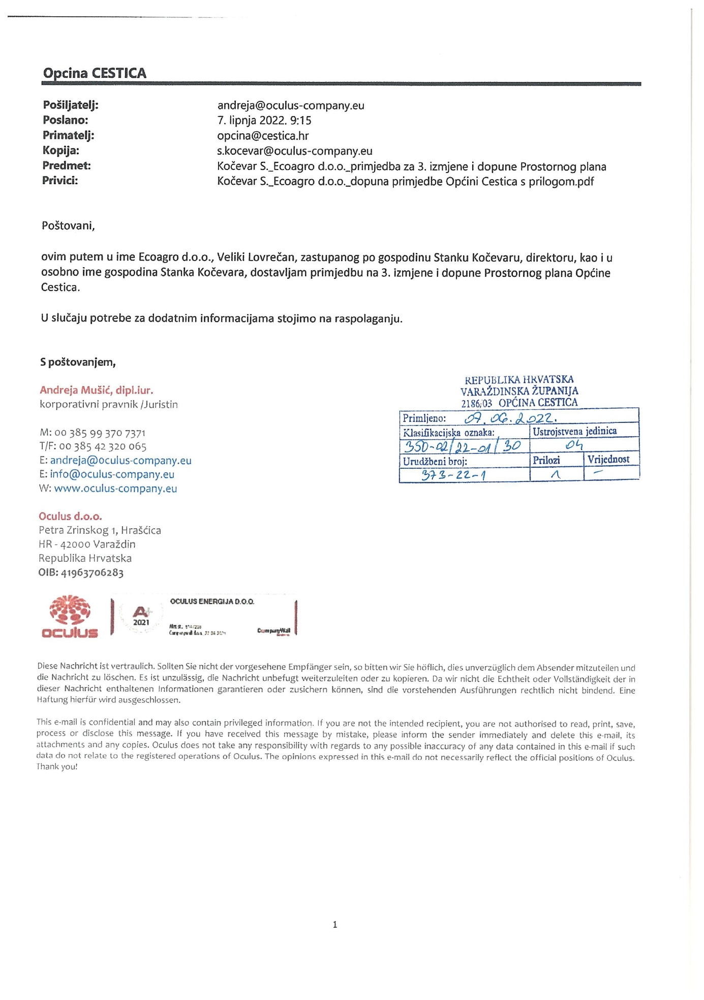 Opcina CESTICA
Pošiljatelj: andreja@oculus-company.eu
Poslano: 7. lipnja 2022. 9:15
Primatelj: opcina@cestica.hr
Kopija: s.kocevar@oculus-company.eu
Predmet: Kočevar S._Ecoagro d.o.o._primjedba za 3. izmjene i dopune Prostornog plana
Privici: Kočevar S._Ecoagro d.o.o._dopuna primjedbe Općini Cestica s prilogom.pdf
Poštovani,
ovim putem u ime Ecoagro d.o.o., Veliki Lovrečan, zastupanog po gospodinu Stanku Kočevaru, direktoru, kao i u
osobno ime gospodina Stanka Kočevara, dostavljam primjedbu na 3. izmjene i dopune Prostornog plana Općine
Cestica.
U slučaju potrebe za dodatnim informacijama stojimo na raspolaganju.
S poštovanjem,
Andreja Mušić, dipl.iur.
korporativni pravnik /Juristin
M: 00 385 99 370 7371
T/F: 00 385 42 320 065
E: andreja@oculus-company.eu
E: info@oculus-company.eu
W: www.oculus-company.eu
REPUBLIKA HRVATSKA
VARAŽDINSKA ŽUPANIJA
2186/03 OPĆINA CESTICA
Primljeno: 07.06.2022.
Klasifikacijska oznaka: Ustrojstvena jedinica
350-02/22-01/30 04
Urudžbeni broj: Prilozi Vrijednost
373-22-1 1 –
Oculus d.o.o.
Petra Zrinskog 1, Hrašćica
HR - 42000 Varaždin
Republika Hrvatska
OIB: 41963706283
oculus
A+
2021
OCULUS ENERGIJA D.O.O.
CompanyWall
Diese Nachricht ist vertraulich. Sollten Sie nicht der vorgesehene Empfänger sein, so bitten wir Sie höflich, dies unverzüglich dem Absender mitzuteilen und
die Nachricht zu löschen. Es ist unzulässig, die Nachricht unbefugt weiterzuleiten oder zu kopieren. Da wir nicht die Echtheit oder Vollständigkeit der in
dieser Nachricht enthaltenen Informationen garantieren oder zusichern können, sind die vorstehenden Ausführungen rechtlich nicht bindend. Eine
Haftung hierfür wird ausgeschlossen.
This e-mail is confidential and may also contain privileged information. If you are not the intended recipient, you are not authorised to read, print, save,
process or disclose this message. If you have received this message by mistake, please inform the sender immediately and delete this e-mail, its
attachments and any copies. Oculus does not take any responsibility with regards to any possible inaccuracy of any data contained in this e-mail if such
data do not relate to the registered operations of Oculus. The opinions expressed in this e-mail do not necessarily reflect the official positions of Oculus.
Thank you!
1